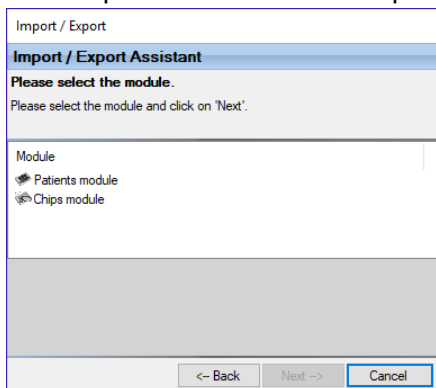 Import / Export
Import / Export Assistant
Please select the module.
Please select the module and click on 'Next'.
Module
Patients module
Chips module
<-- Back Next --> Cancel